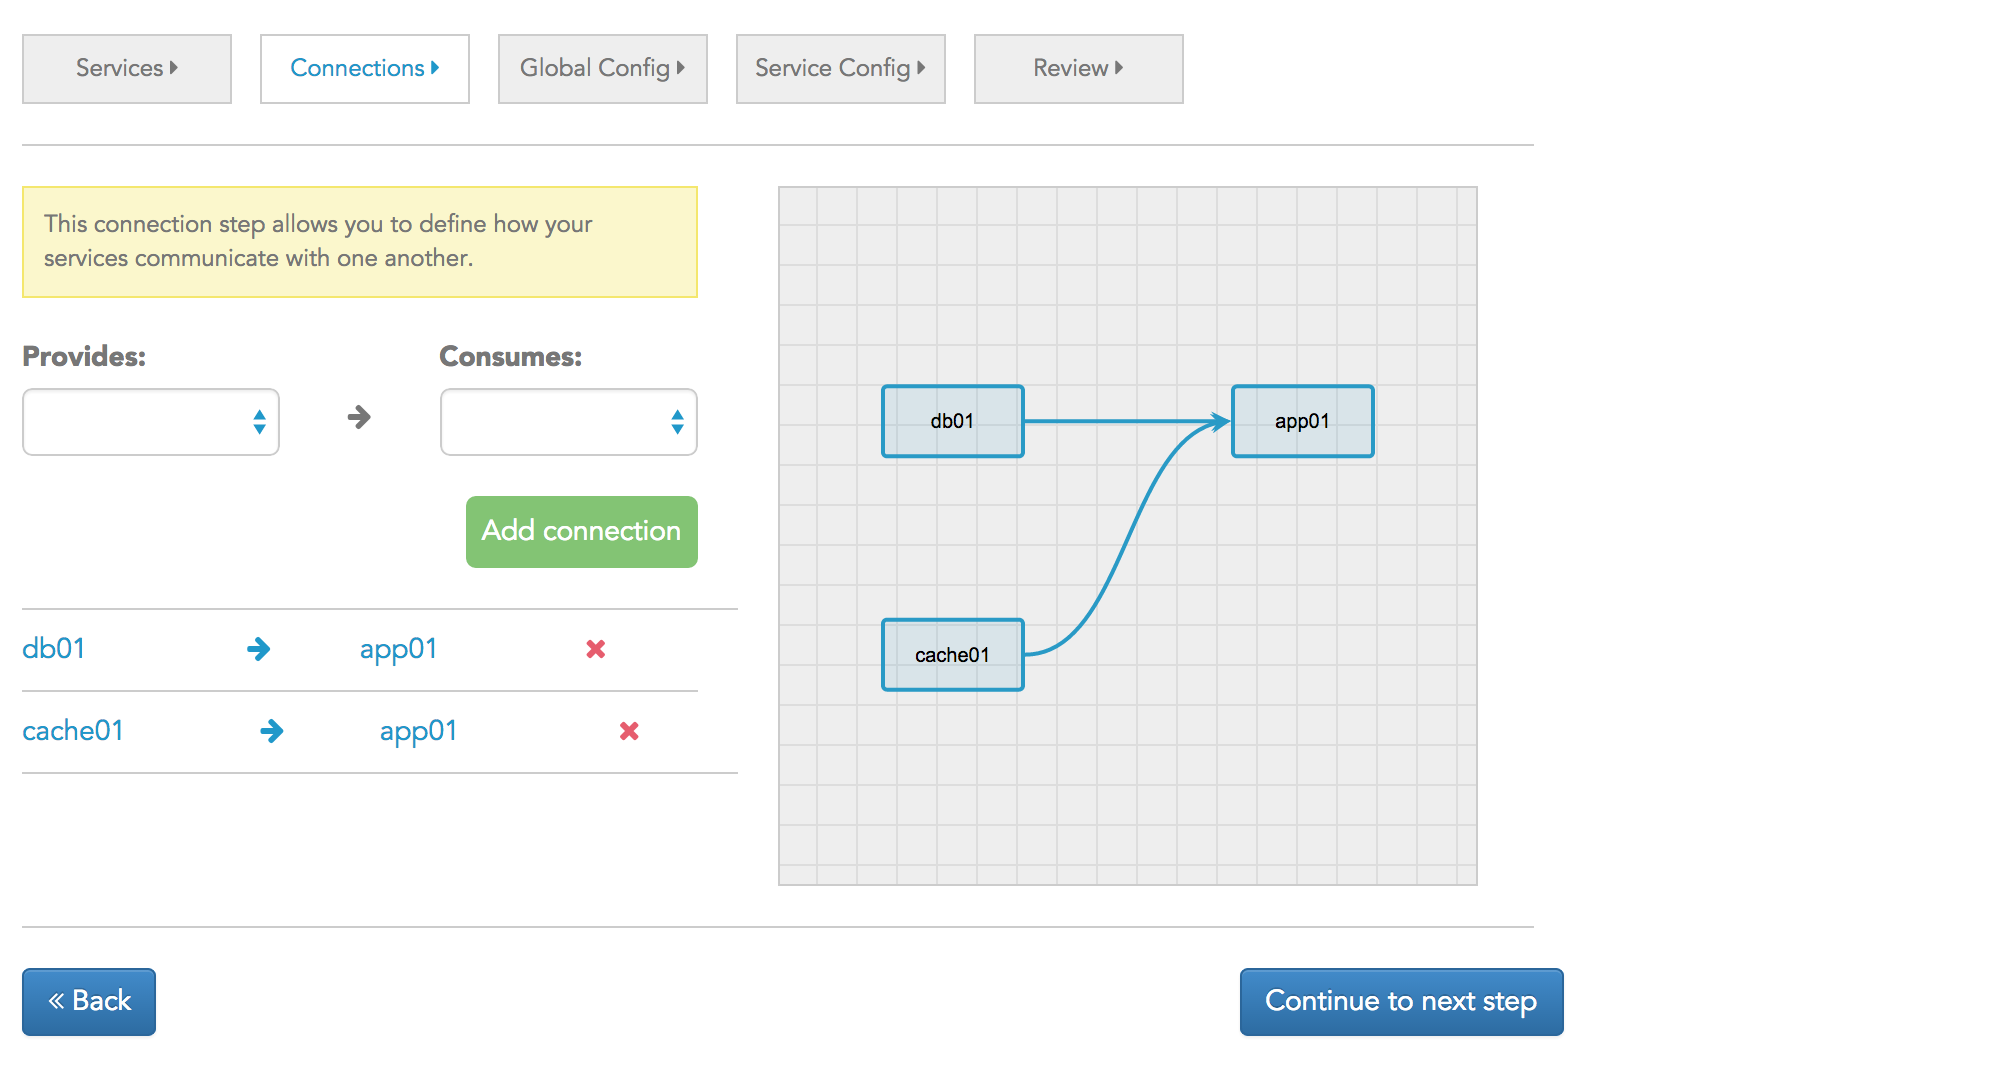 Services
Connections
Global Config
Service Config
Review
This connection step allows you to define how your
services communicate with one another.
Provides:
Consumes:
Add connection
db01
app01
cache01
app01
db01
app01
cache01
« Back
Continue to next step